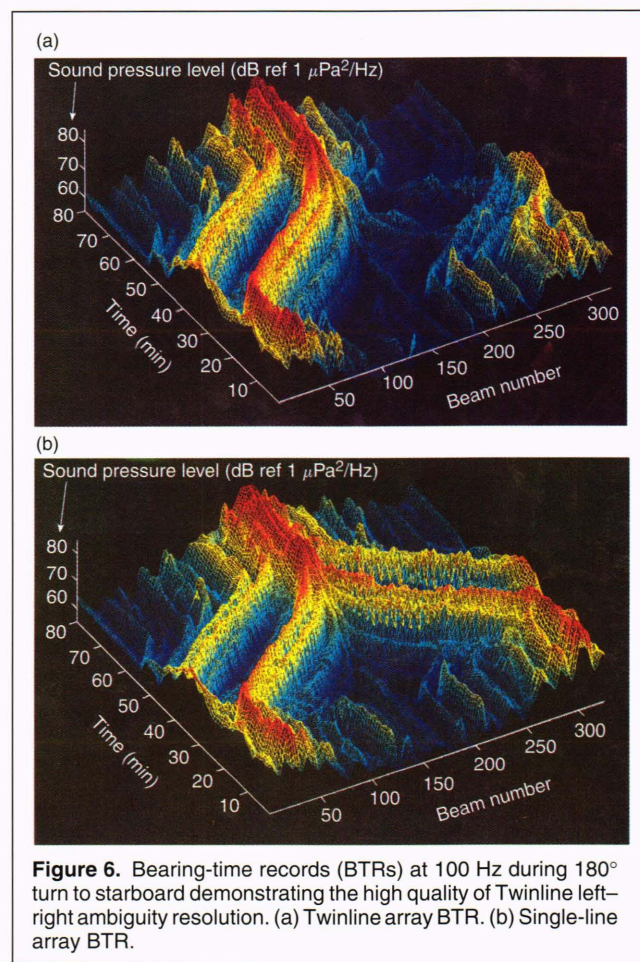 (a)
Sound pressure level (dB ref 1 μPa²/Hz)
80
70
60
80
70
60
50
40
30
20
10
Time (min)
50
100
150
200
250
300
Beam number
(b)
Sound pressure level (dB ref 1 μPa²/Hz)
80
70
60
80
70
60
50
40
30
20
10
Time (min)
50
100
150
200
250
300
Beam number
Figure 6. Bearing-time records (BTRs) at 100 Hz during 180°
turn to starboard demonstrating the high quality of Twinline left–
right ambiguity resolution. (a) Twinline array BTR. (b) Single-line
array BTR.